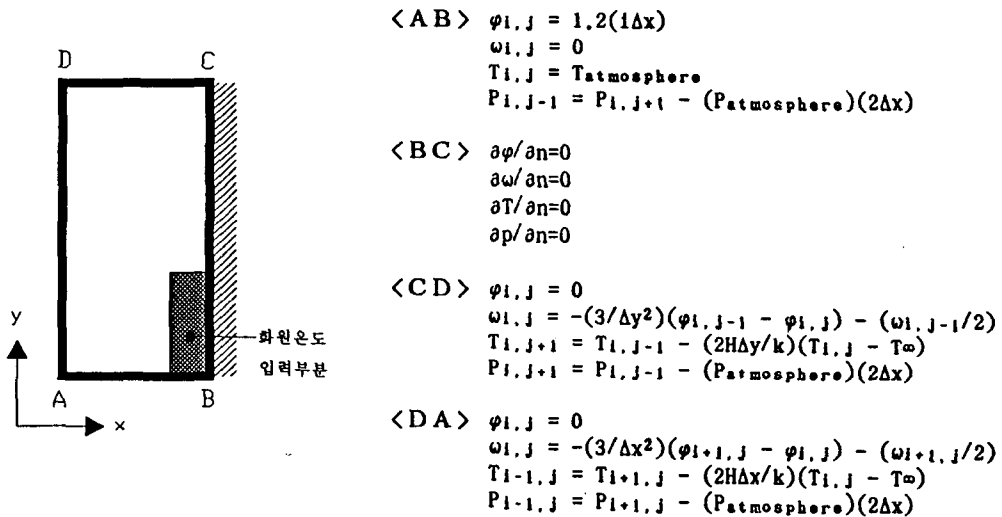 <AB> φi,j = 1.2(iΔx)
ωi,j = 0
Ti,j = Tatmosphere
Pi,j-1 = Pi,j+1 - (Patmosphere)(2Δx)
<BC> ∂φ/∂n=0
∂ω/∂n=0
∂T/∂n=0
∂p/∂n=0
<CD> φi,j = 0
ωi,j = -(3/Δy²)(φi,j-1 - φi,j) - (ωi,j-1/2)
Ti,j+1 = Ti,j-1 - (2HΔy/k)(Ti,j - T∞)
Pi,j+1 = Pi,j-1 - (Patmosphere)(2Δx)
<DA> φi,j = 0
ωi,j = -(3/Δx²)(φi+1,j - φi,j) - (ωi+1,j/2)
Ti-1,j = Ti+1,j - (2HΔx/k)(Ti,j - T∞)
Pi-1,j = Pi+1,j - (Patmosphere)(2Δx)
D C
y
화원온도
입력부분
A B
x